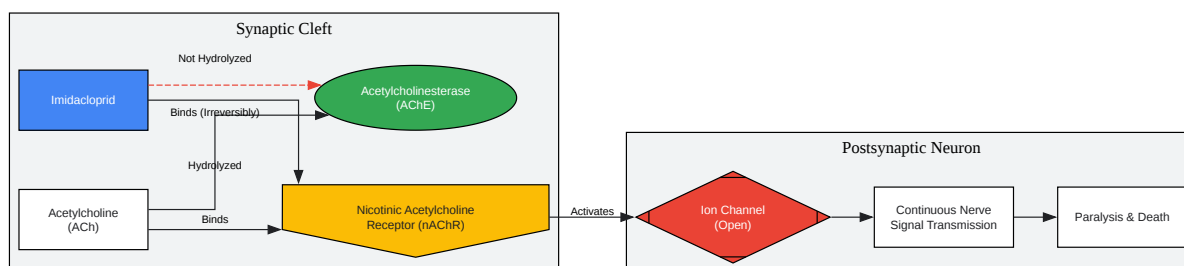 Synaptic Cleft
Not Hydrolyzed
Imidacloprid
Acetylcholinesterase
(AChE)
Binds (Irreversibly)
Hydrolyzed
Acetylcholine
(ACh)
Binds
Nicotinic Acetylcholine
Receptor (nAChR)
Activates
Postsynaptic Neuron
Ion Channel
(Open)
Continuous Nerve
Signal Transmission
Paralysis & Death